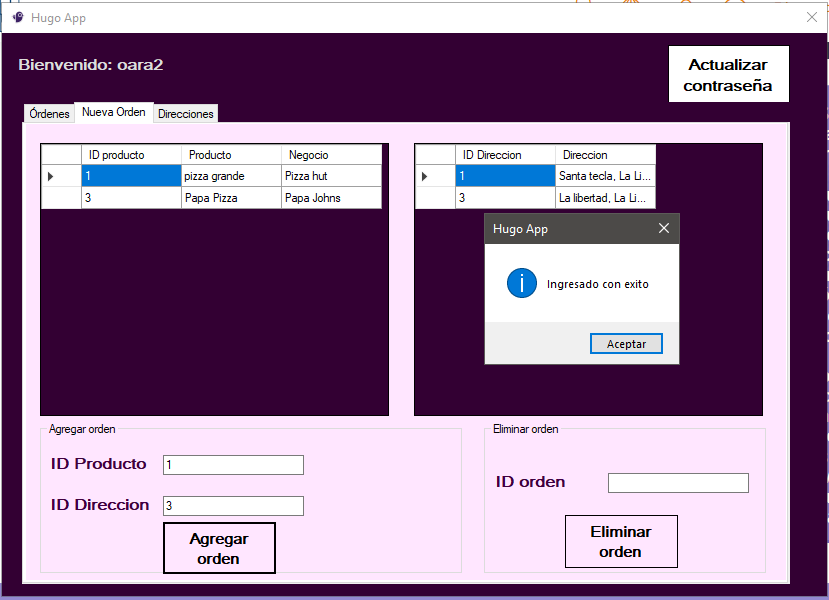 Hugo App
Bienvenido: oara2
Actualizar
contraseña
Órdenes Nueva Orden Direcciones
ID producto Producto Negocio
1 pizza grande Pizza hut
3 Papa Pizza Papa Johns
ID Direccion Direccion
1 Santa tecla, La Li...
3 La libertad, La Li...
Hugo App
Ingresado con exito
Aceptar
Agregar orden
ID Producto 1
ID Direccion 3
Agregar
orden
Eliminar orden
ID orden
Eliminar
orden